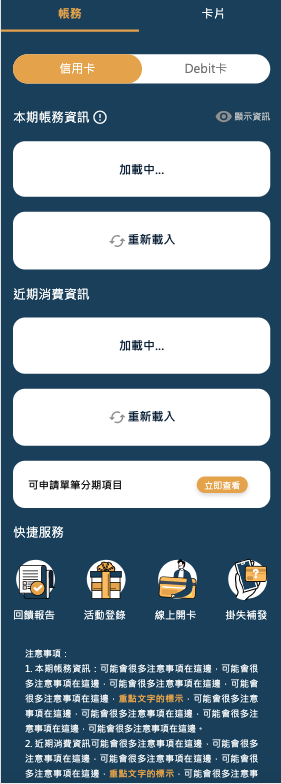 帳務 卡片
信用卡 Debit卡
本期帳務資訊 顯示資訊
加載中...
重新載入
近期消費資訊
加載中...
重新載入
可申請單筆分期項目 立即查看
快捷服務
回饋報告 活動登錄 線上開卡 掛失補發
注意事項：
1. 本期帳務資訊：可能會很多注意事項在這邊，可能會很
多注意事項在這邊，可能會很多注意事項在這邊，可能會
很多注意事項在這邊，重點文字的標示，可能會很多注意
事項在這邊，可能會很多注意事項在這邊，可能會很多注
意事項在這邊，可能會很多注意事項在這邊。
2. 近期消費資訊可能會很多注意事項在這邊，可能會很多
注意事項在這邊，可能會很多注意事項在這邊，可能會很
多注意事項在這邊，重點文字的標示，可能會很多注意事